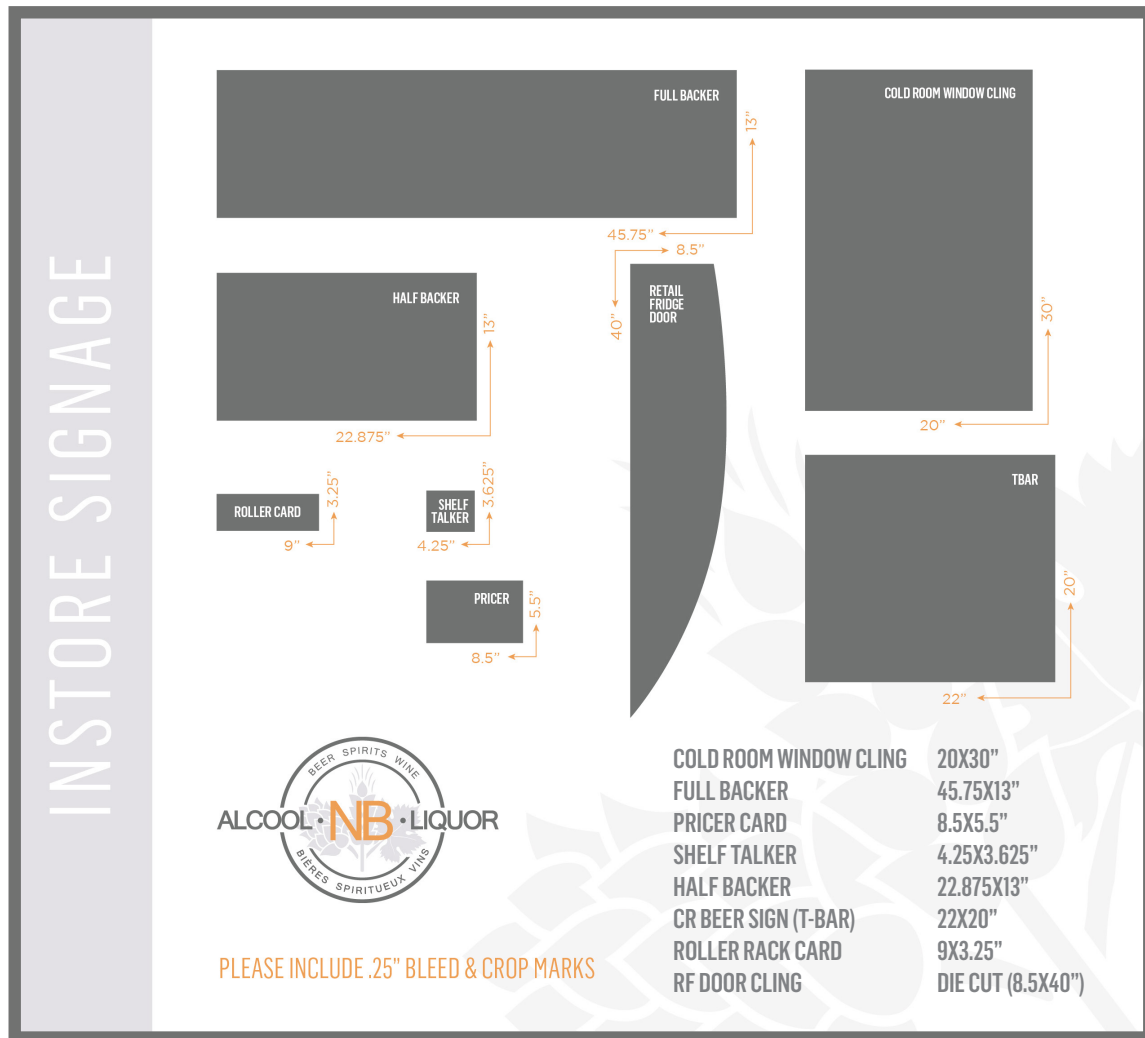 INSTORE SIGNAGE
FULL BACKER
13”
45.75”
COLD ROOM WINDOW CLING
30”
20”
HALF BACKER
13”
22.875”
8.5”
40”
RETAIL
FRIDGE
DOOR
ROLLER CARD
3.25”
9”
SHELF
TALKER
3.625”
4.25”
PRICER
5.5”
8.5”
TBAR
20”
22”
BEER SPIRITS WINE
ALCOOL · NB · LIQUOR
BIÈRES SPIRITUEUX VINS
PLEASE INCLUDE .25” BLEED & CROP MARKS
COLD ROOM WINDOW CLING 20X30”
FULL BACKER 45.75X13”
PRICER CARD 8.5X5.5”
SHELF TALKER 4.25X3.625”
HALF BACKER 22.875X13”
CR BEER SIGN (T-BAR) 22X20”
ROLLER RACK CARD 9X3.25”
RF DOOR CLING DIE CUT (8.5X40”)